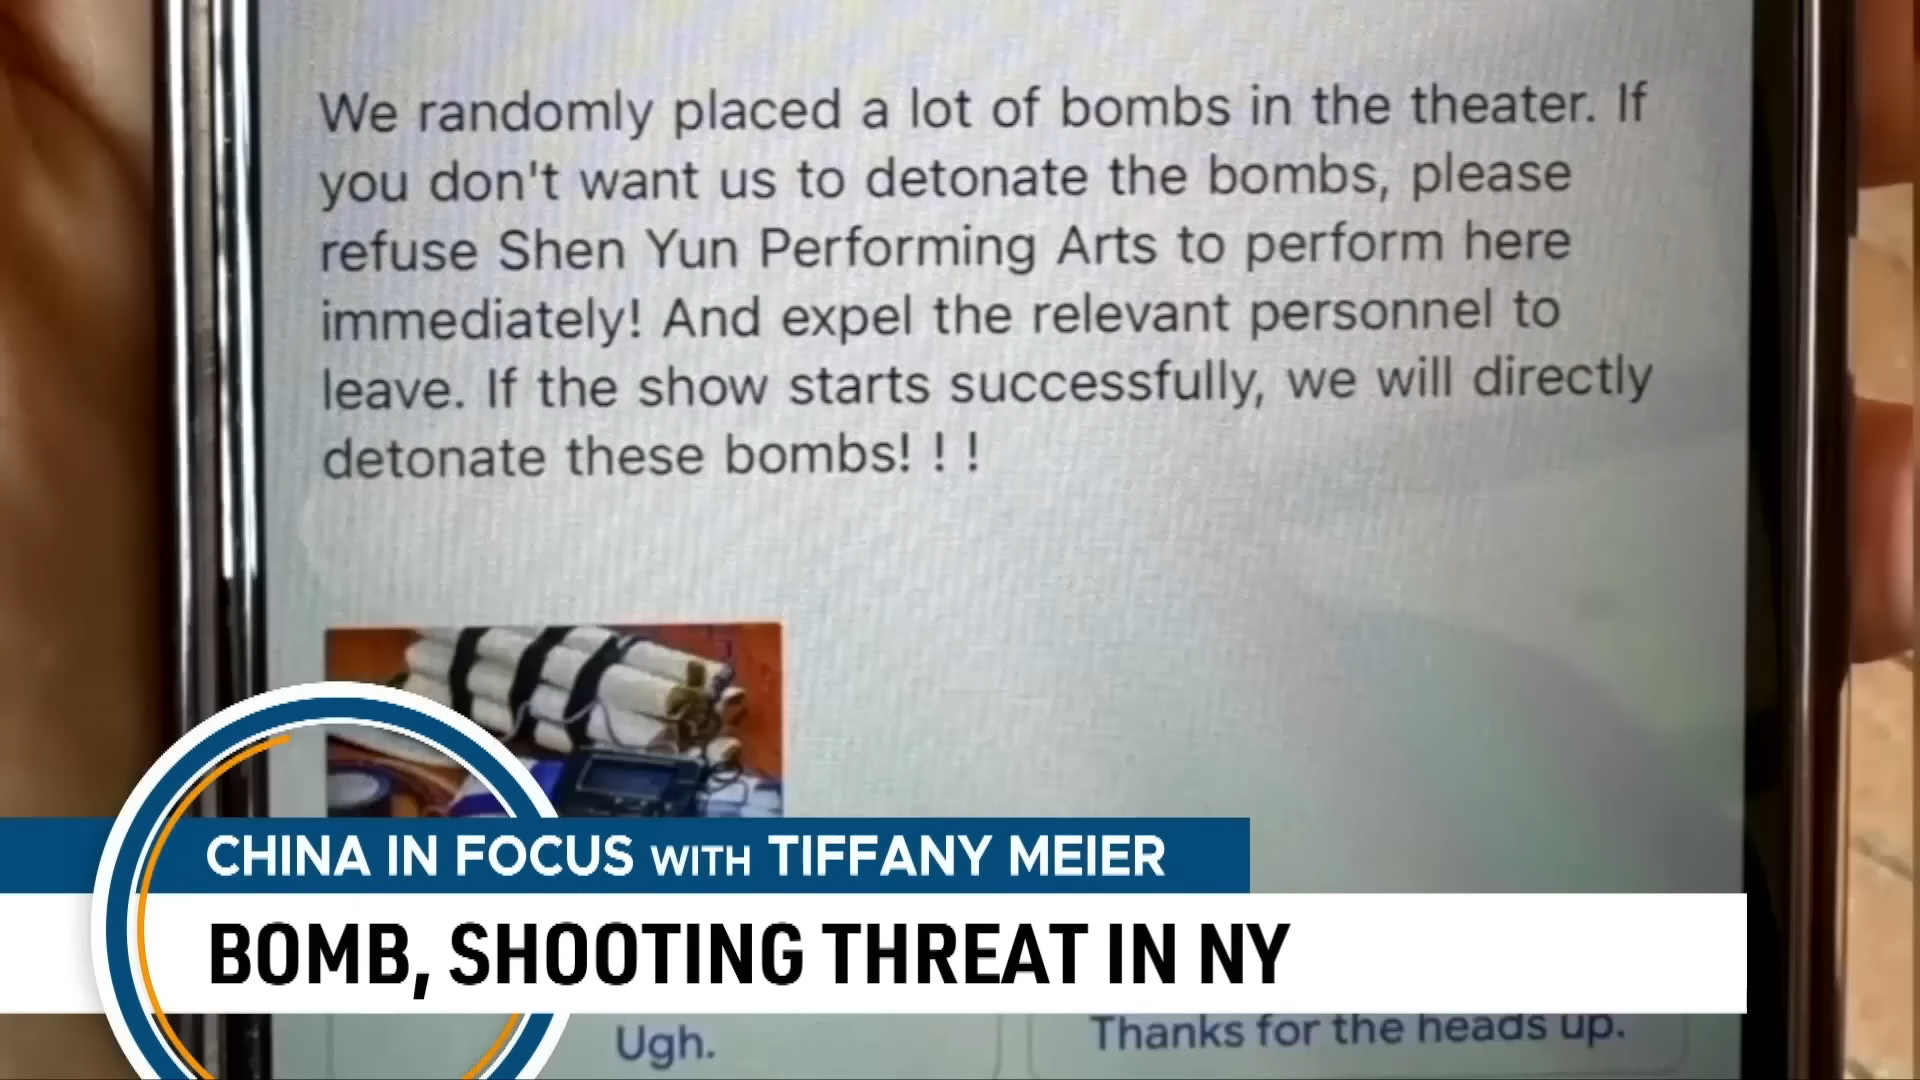 We randomly placed a lot of bombs in the theater. If
you don't want us to detonate the bombs, please
refuse Shen Yun Performing Arts to perform here
immediately! And expel the relevant personnel to
leave. If the show starts successfully, we will directly
detonate these bombs! ! !
CHINA IN FOCUS WITH TIFFANY MEIER
BOMB, SHOOTING THREAT IN NY
Ugh.
Thanks for the heads up.